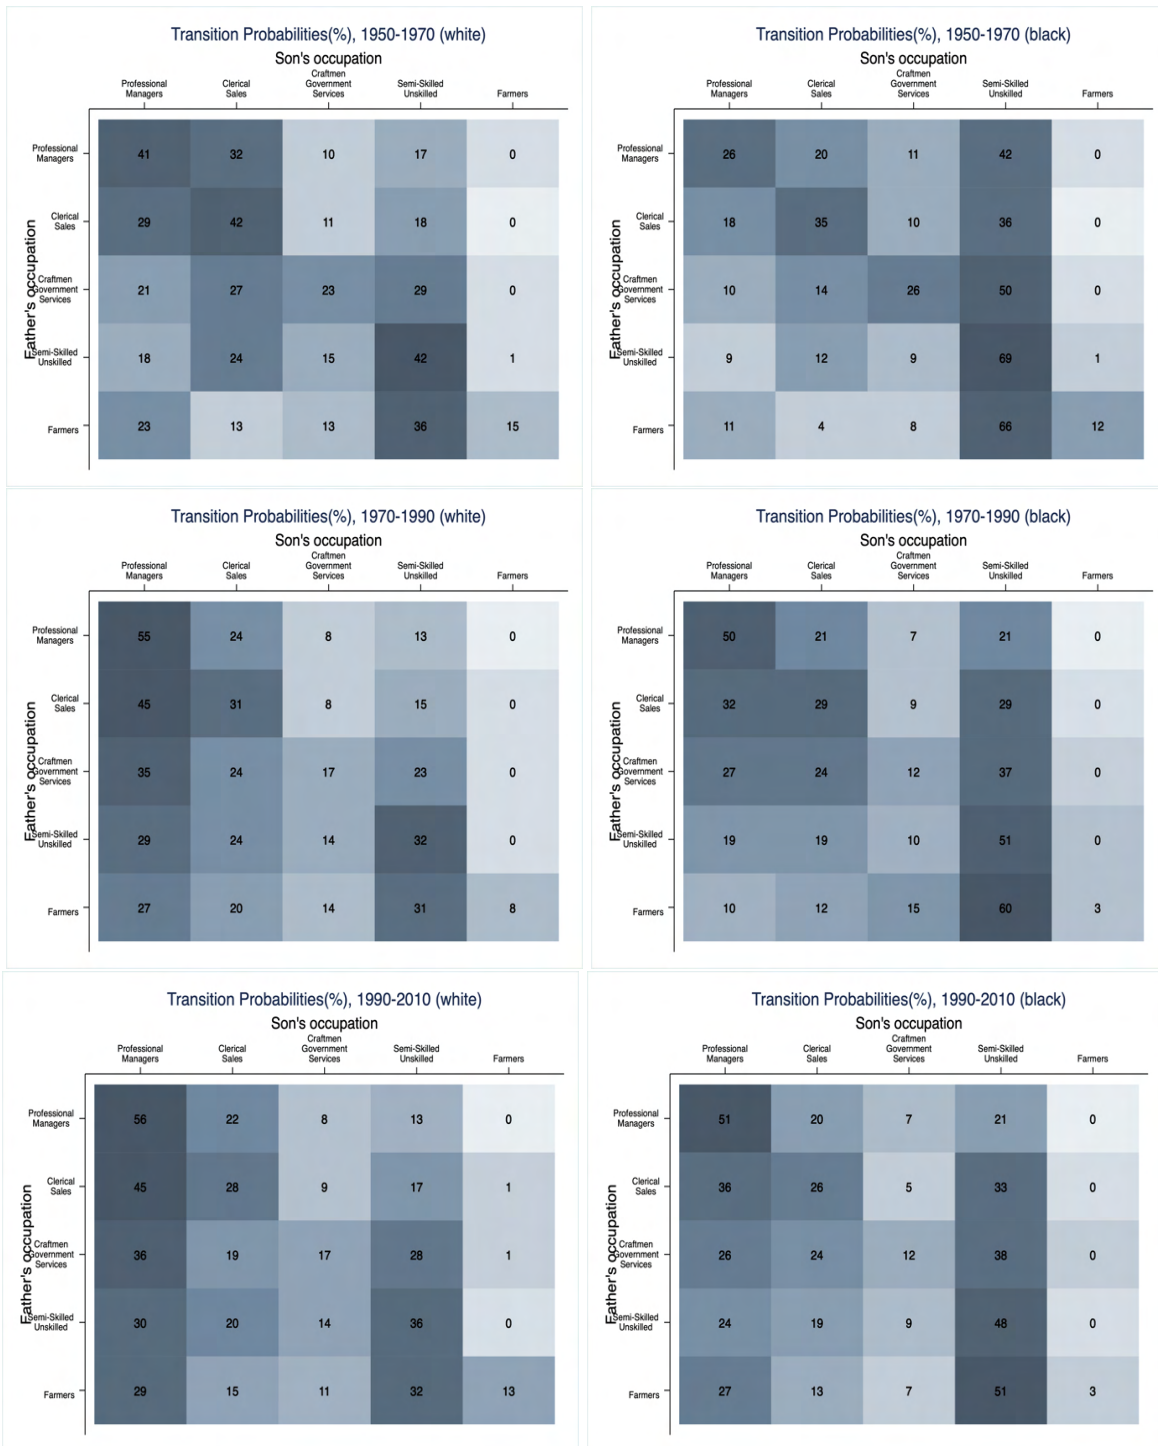 Transition Probabilities(%), 1950-1970 (white)
Son's occupation
Professional
Managers
Clerical
Sales
Craftmen
Government
Services
Semi-Skilled
Unskilled
Farmers
Father's occupation
Professional
Managers
41 32 10 17 0
Clerical
Sales
29 42 11 18 0
Craftmen
Government
Services
21 27 23 29 0
Semi-Skilled
Unskilled
18 24 15 42 1
Farmers
23 13 13 36 15
Transition Probabilities(%), 1950-1970 (black)
Son's occupation
Professional
Managers
Clerical
Sales
Craftmen
Government
Services
Semi-Skilled
Unskilled
Farmers
Father's occupation
Professional
Managers
26 20 11 42 0
Clerical
Sales
18 35 10 36 0
Craftmen
Government
Services
10 14 26 50 0
Semi-Skilled
Unskilled
9 12 9 69 1
Farmers
11 4 8 66 12
Transition Probabilities(%), 1970-1990 (white)
Son's occupation
Professional
Managers
Clerical
Sales
Craftmen
Government
Services
Semi-Skilled
Unskilled
Farmers
Father's occupation
Professional
Managers
55 24 8 13 0
Clerical
Sales
45 31 8 15 0
Craftmen
Government
Services
35 24 17 23 0
Semi-Skilled
Unskilled
29 24 14 32 0
Farmers
27 20 14 31 8
Transition Probabilities(%), 1970-1990 (black)
Son's occupation
Professional
Managers
Clerical
Sales
Craftmen
Government
Services
Semi-Skilled
Unskilled
Farmers
Father's occupation
Professional
Managers
50 21 7 21 0
Clerical
Sales
32 29 9 29 0
Craftmen
Government
Services
27 24 12 37 0
Semi-Skilled
Unskilled
19 19 10 51 0
Farmers
10 12 15 60 3
Transition Probabilities(%), 1990-2010 (white)
Son's occupation
Professional
Managers
Clerical
Sales
Craftmen
Government
Services
Semi-Skilled
Unskilled
Farmers
Father's occupation
Professional
Managers
56 22 8 13 0
Clerical
Sales
45 28 9 17 1
Craftmen
Government
Services
36 19 17 28 1
Semi-Skilled
Unskilled
30 20 14 36 0
Farmers
29 15 11 32 13
Transition Probabilities(%), 1990-2010 (black)
Son's occupation
Professional
Managers
Clerical
Sales
Craftmen
Government
Services
Semi-Skilled
Unskilled
Farmers
Father's occupation
Professional
Managers
51 20 7 21 0
Clerical
Sales
36 26 5 33 0
Craftmen
Government
Services
26 24 12 38 0
Semi-Skilled
Unskilled
24 19 9 48 0
Farmers
27 13 7 51 3